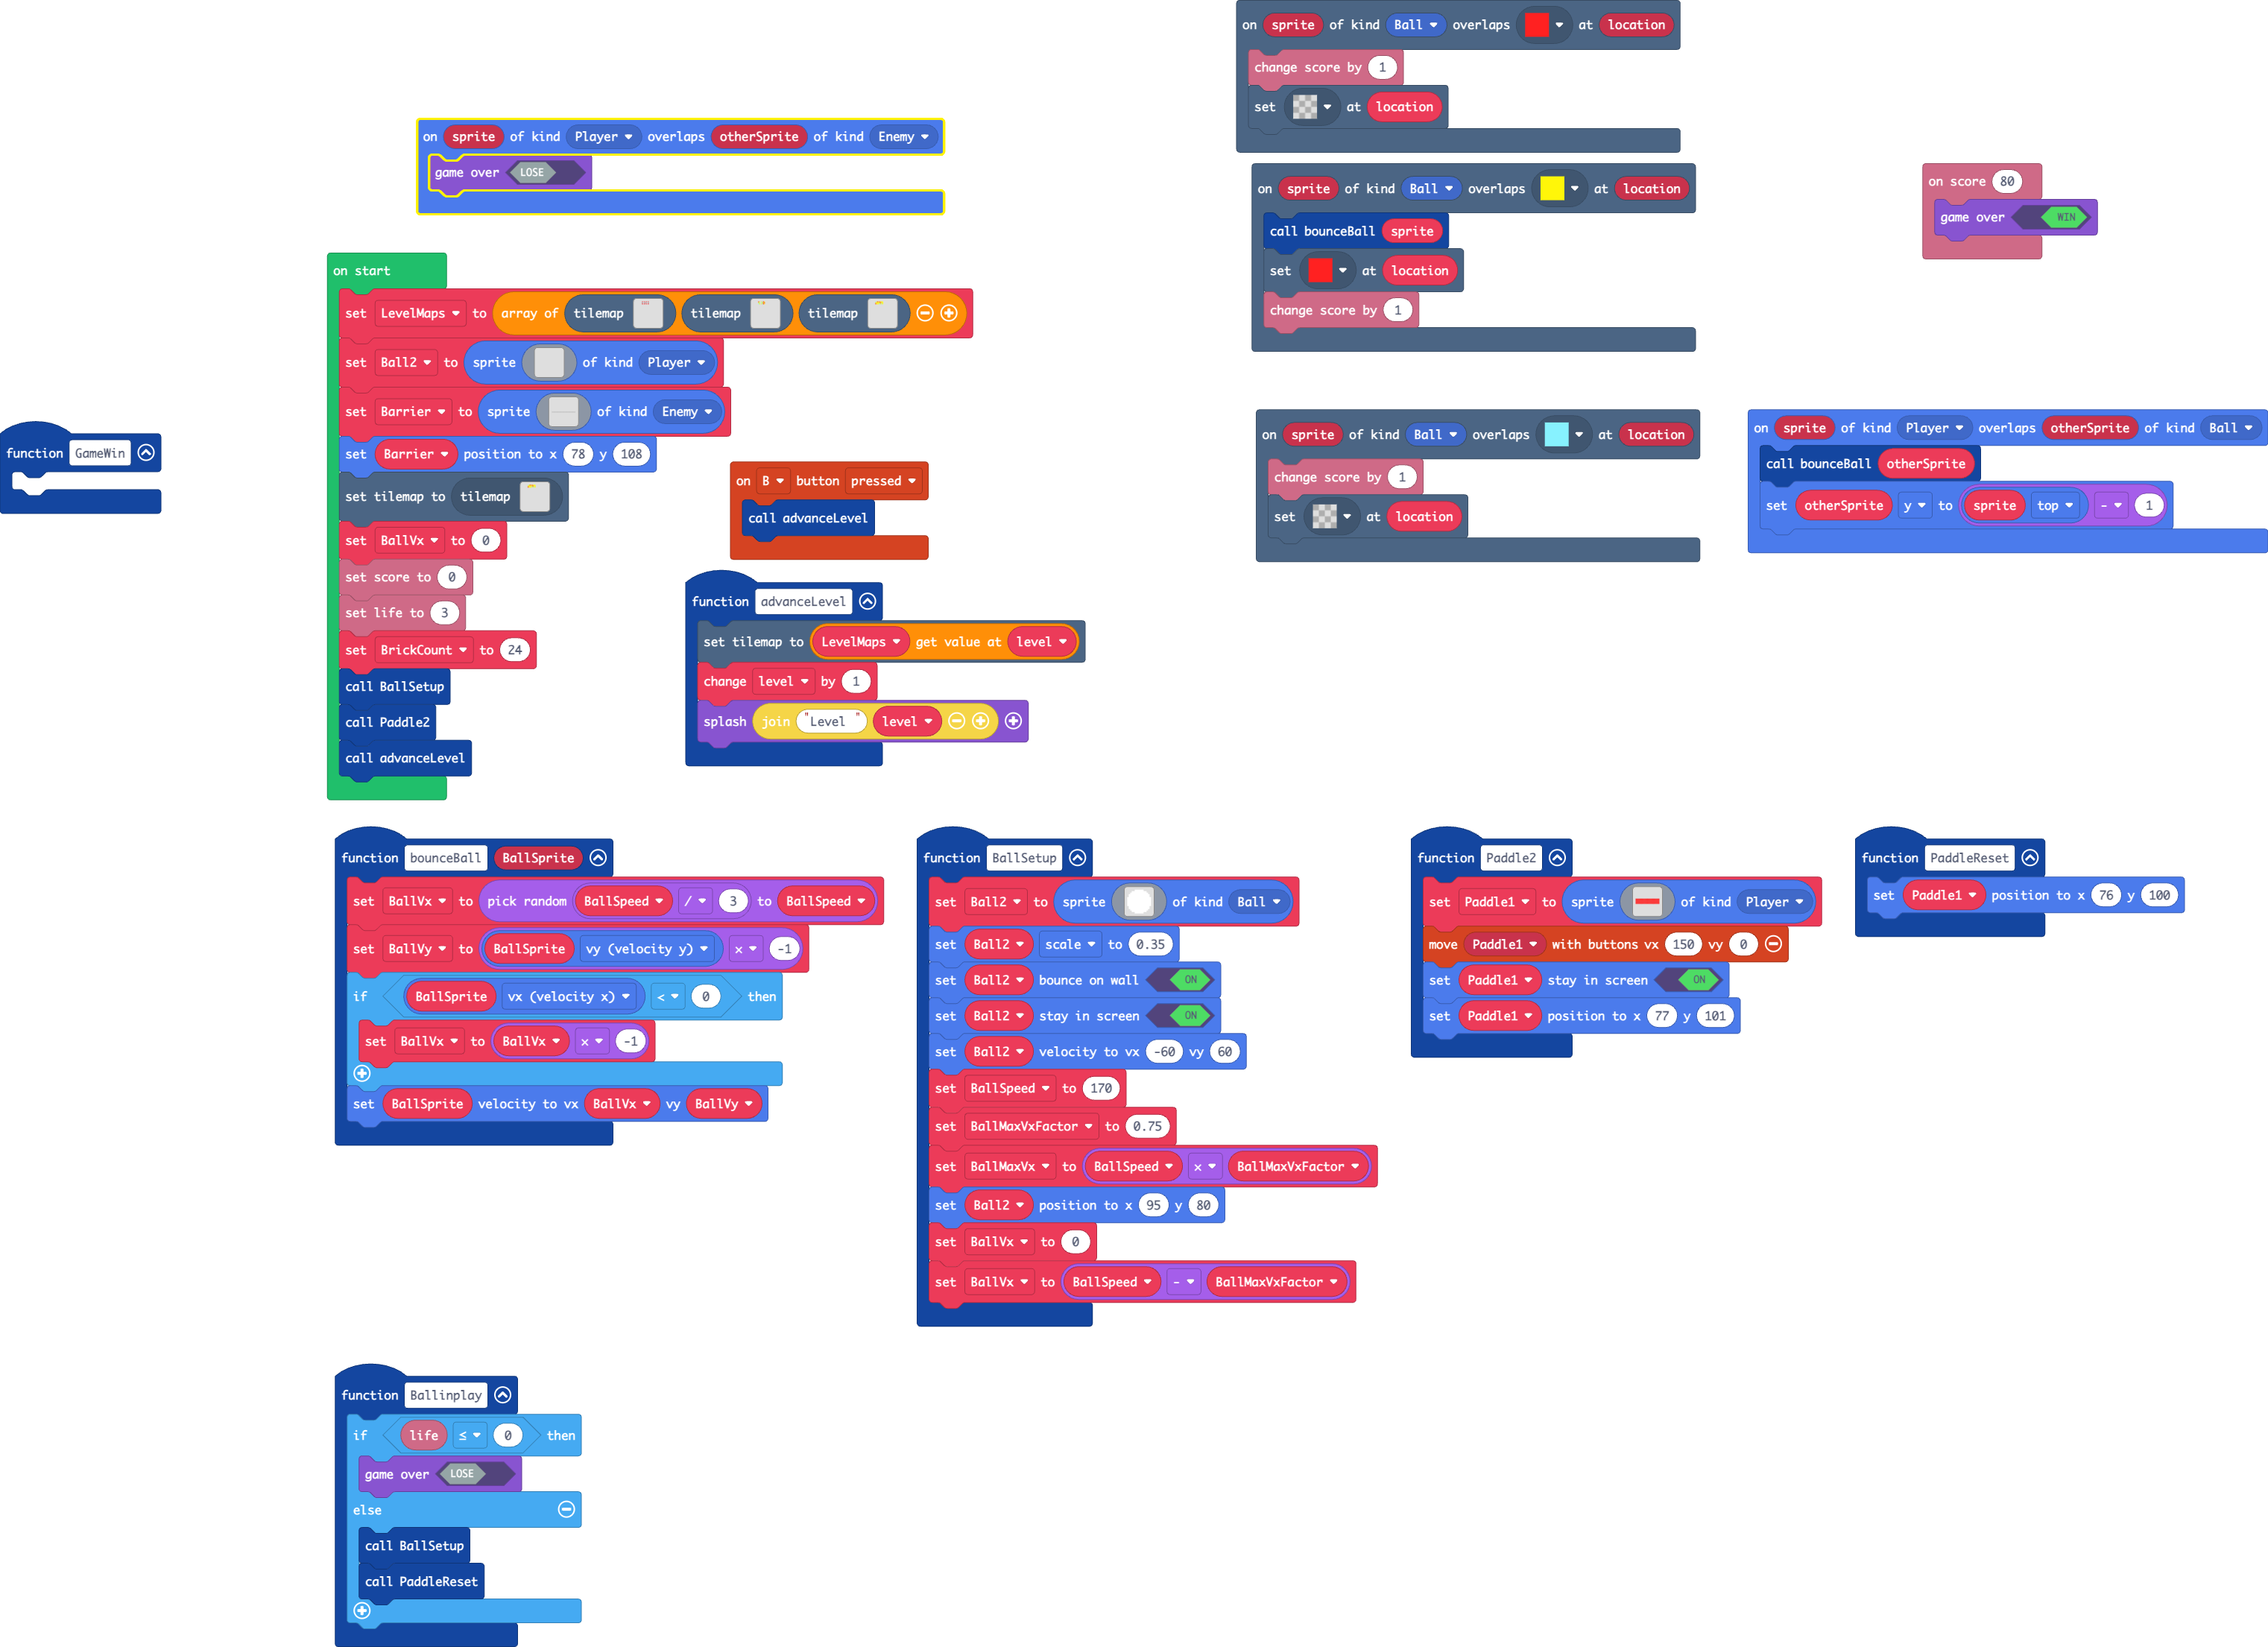 on sprite of kind Ball overlaps at location
change score by 1
set at location
on sprite of kind Player overlaps otherSprite of kind Enemy
game over LOSE
on sprite of kind Ball overlaps at location
call bounceBall sprite
set at location
change score by 1
on score 80
game over WIN
on start
set LevelMaps to array of tilemap tilemap tilemap
set Ball2 to sprite of kind Player
set Barrier to sprite of kind Enemy
set Barrier position to x 78 y 108
set tilemap to tilemap
set BallVx to 0
set score to 0
set life to 3
set BrickCount to 24
call BallSetup
call Paddle2
call advanceLevel
function GameWin
on B button pressed
call advanceLevel
function advanceLevel
set tilemap to LevelMaps get value at level
change level by 1
splash join "Level " level
on sprite of kind Ball overlaps at location
change score by 1
set at location
on sprite of kind Player overlaps otherSprite of kind Ball
call bounceBall otherSprite
set otherSprite y to sprite top - 1
function bounceBall BallSprite
set BallVx to pick random BallSpeed / 3 to BallSpeed
set BallVy to BallSprite vy (velocity y) × -1
if BallSprite vx (velocity x) < 0 then
set BallVx to BallVx × -1
set BallSprite velocity to vx BallVx vy BallVy
function BallSetup
set Ball2 to sprite of kind Ball
set Ball2 scale to 0.35
set Ball2 bounce on wall ON
set Ball2 stay in screen ON
set Ball2 velocity to vx -60 vy 60
set BallSpeed to 170
set BallMaxVxFactor to 0.75
set BallMaxVx to BallSpeed × BallMaxVxFactor
set Ball2 position to x 95 y 80
set BallVx to 0
set BallVx to BallSpeed - BallMaxVxFactor
function Paddle2
set Paddle1 to sprite of kind Player
move Paddle1 with buttons vx 150 vy 0
set Paddle1 stay in screen ON
set Paddle1 position to x 77 y 101
function PaddleReset
set Paddle1 position to x 76 y 100
function Ballinplay
if life ≤ 0 then
game over LOSE
else
call BallSetup
call PaddleReset